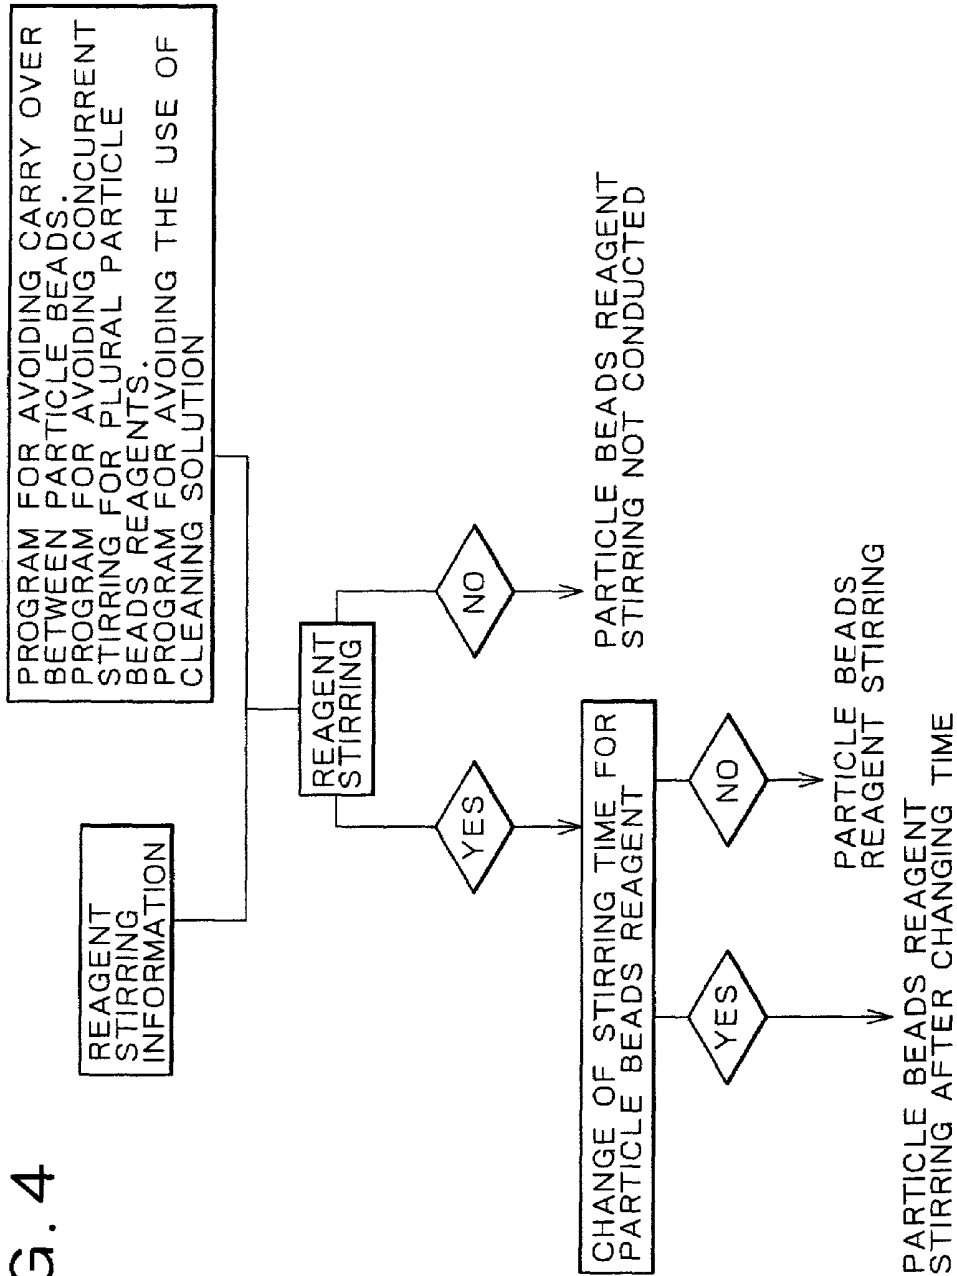 G. 4
REAGENT
STIRRING
INFORMATION
PROGRAM FOR AVOIDING CARRY OVER
BETWEEN PARTICLE BEADS.
PROGRAM FOR AVOIDING CONCURRENT
STIRRING FOR PLURAL PARTICLE
BEADS REAGENTS.
PROGRAM FOR AVOIDING THE USE OF
CLEANING SOLUTION
REAGENT
STIRRING
YES
NO
CHANGE OF STIRRING TIME FOR
PARTICLE BEADS REAGENT
PARTICLE BEADS REAGENT
STIRRING NOT CONDUCTED
YES
NO
PARTICLE BEADS
REAGENT STIRRING
PARTICLE BEADS REAGENT
STIRRING AFTER CHANGING TIME